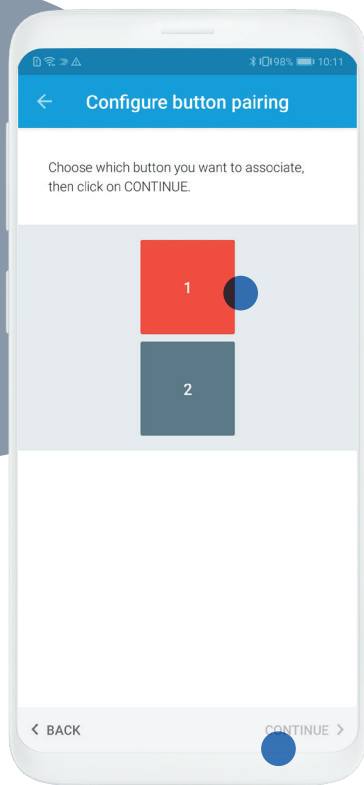 98% 10:11
Configure button pairing
Choose which button you want to associate,
then click on CONTINUE.
1
2
BACK
CONTINUE